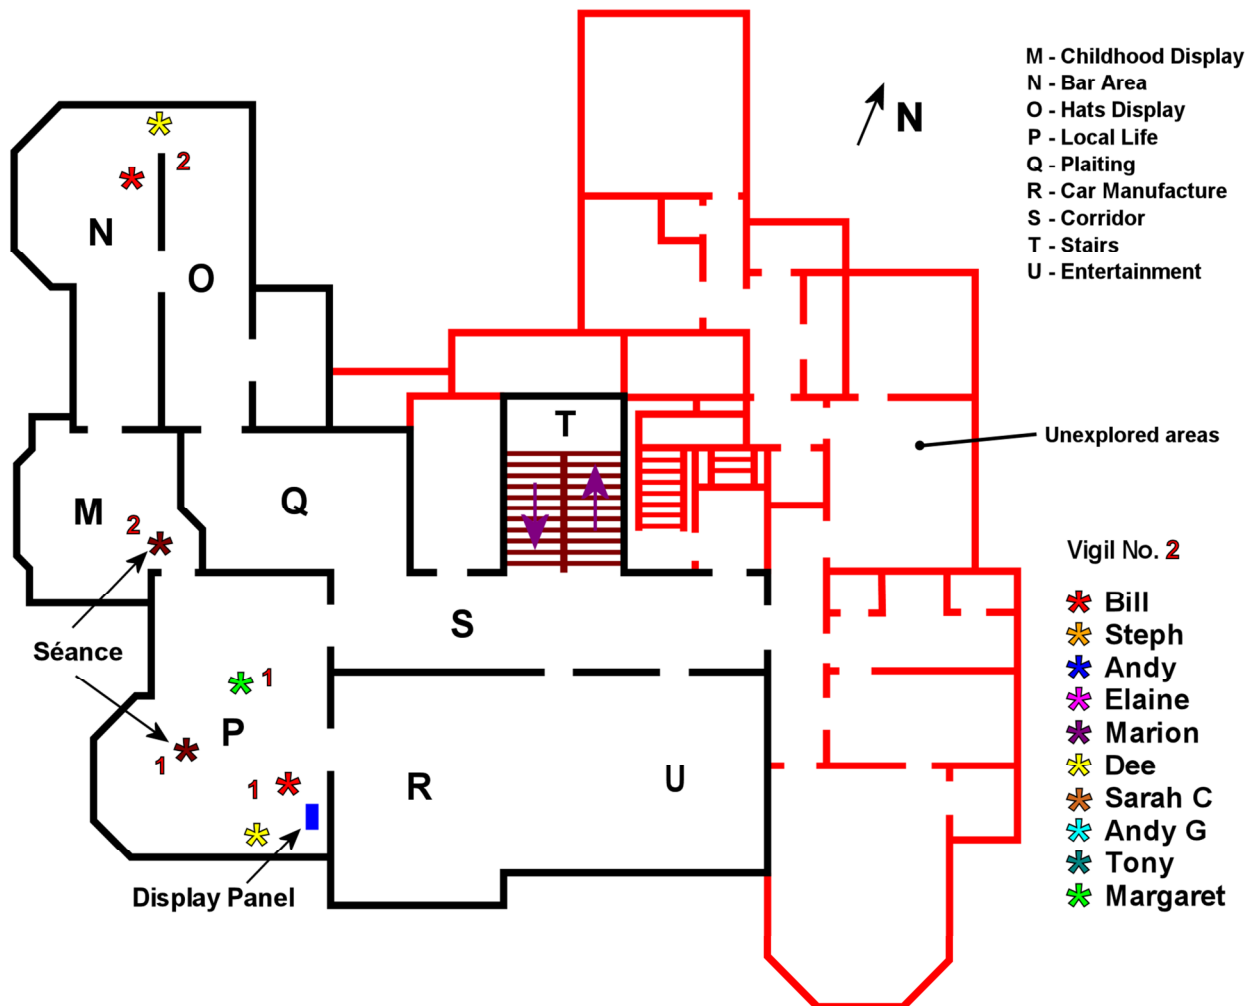 M - Childhood Display
N - Bar Area
O - Hats Display
P - Local Life
Q - Plaiting
R - Car Manufacture
S - Corridor
T - Stairs
U - Entertainment
N
2
N
O
T
Unexplored areas
M
2
Q
Vigil No. 2
Bill
Steph
Andy
Elaine
Marion
Dee
Sarah C
Andy G
Tony
Margaret
Séance
S
1
P
1
1
R
U
Display Panel